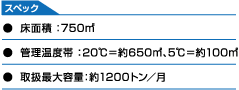 スペック
● 床面積 :750㎡
● 管理温度帯 :20℃=約650㎡、5℃=約100㎡
● 取扱最大容量:約1200トン/月